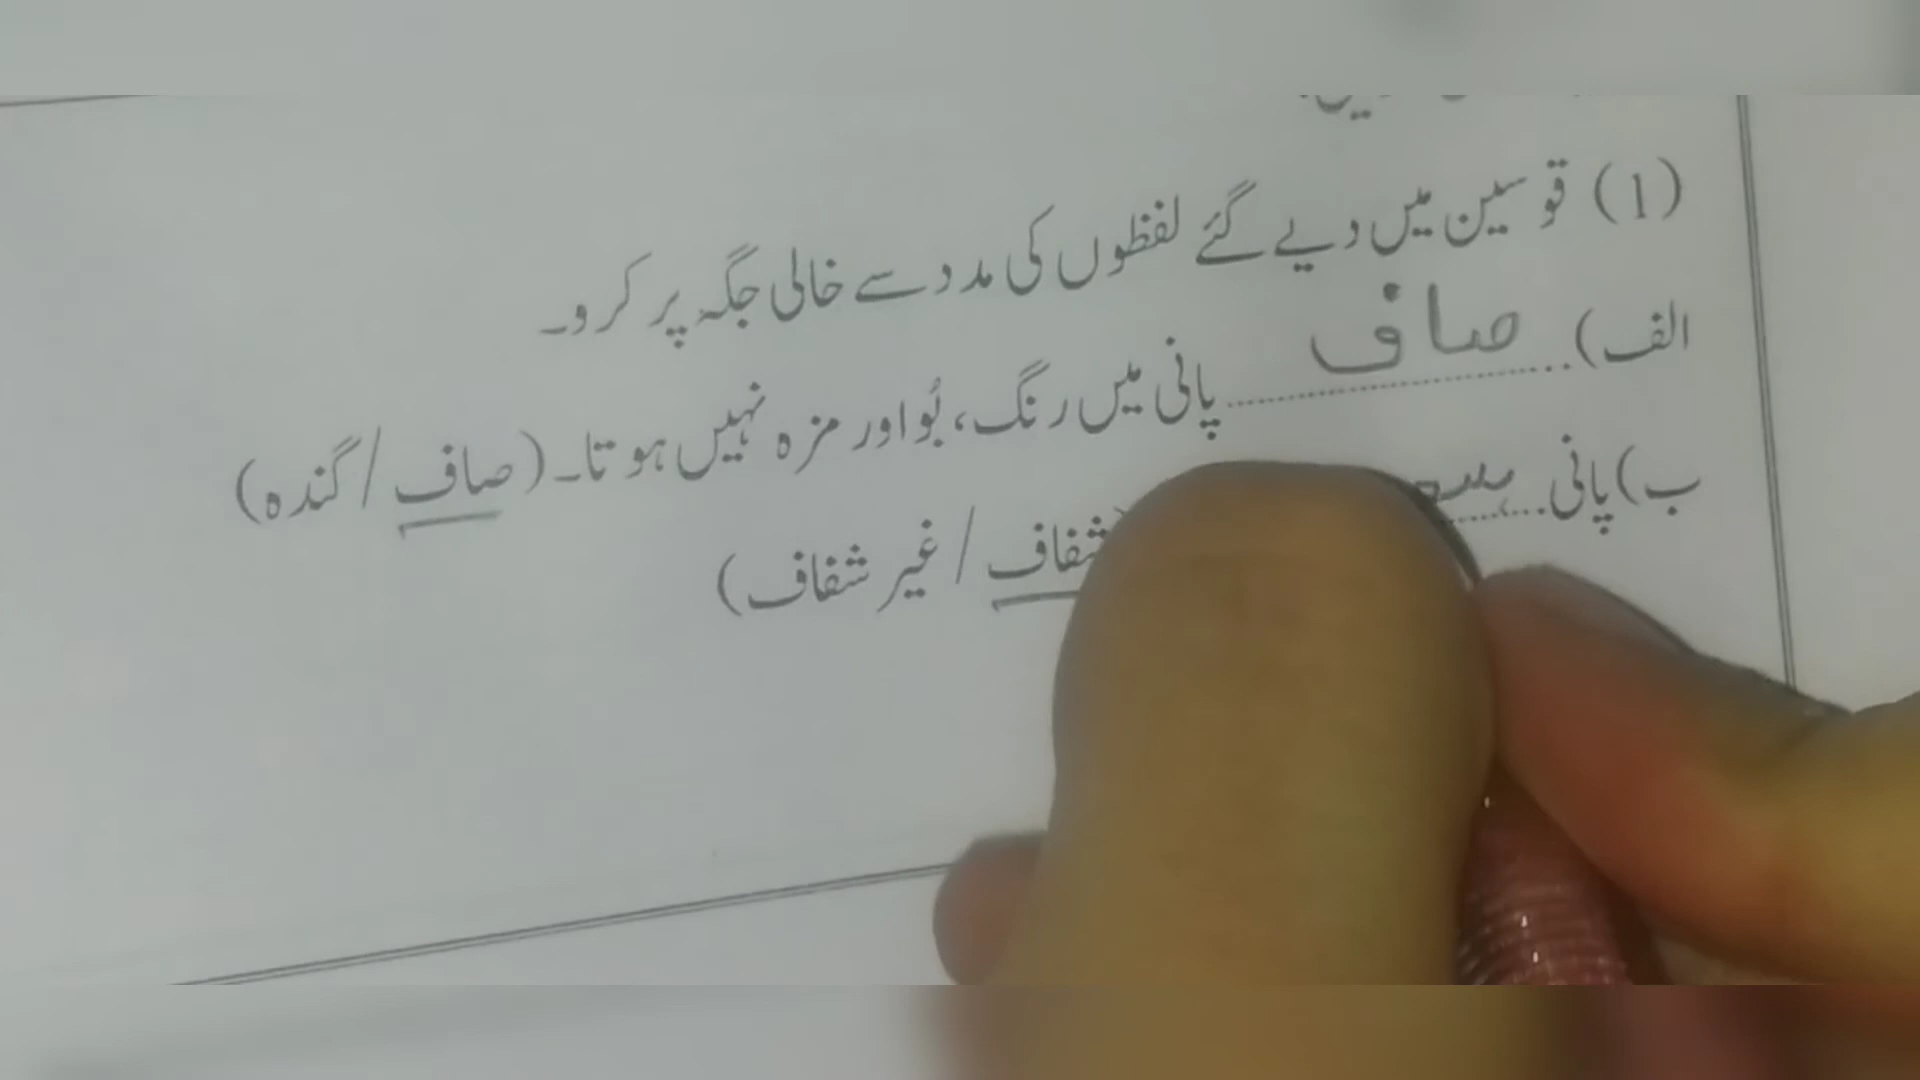 (1) قوسین میں دیے گئے لفظوں کی مدد سے خالی جگہ پر کرو۔
الف) صاف پانی میں رنگ، بُو اور مزہ نہیں ہوتا۔ (صاف / گندہ)
ب) پانی (شفاف / غیر شفاف)